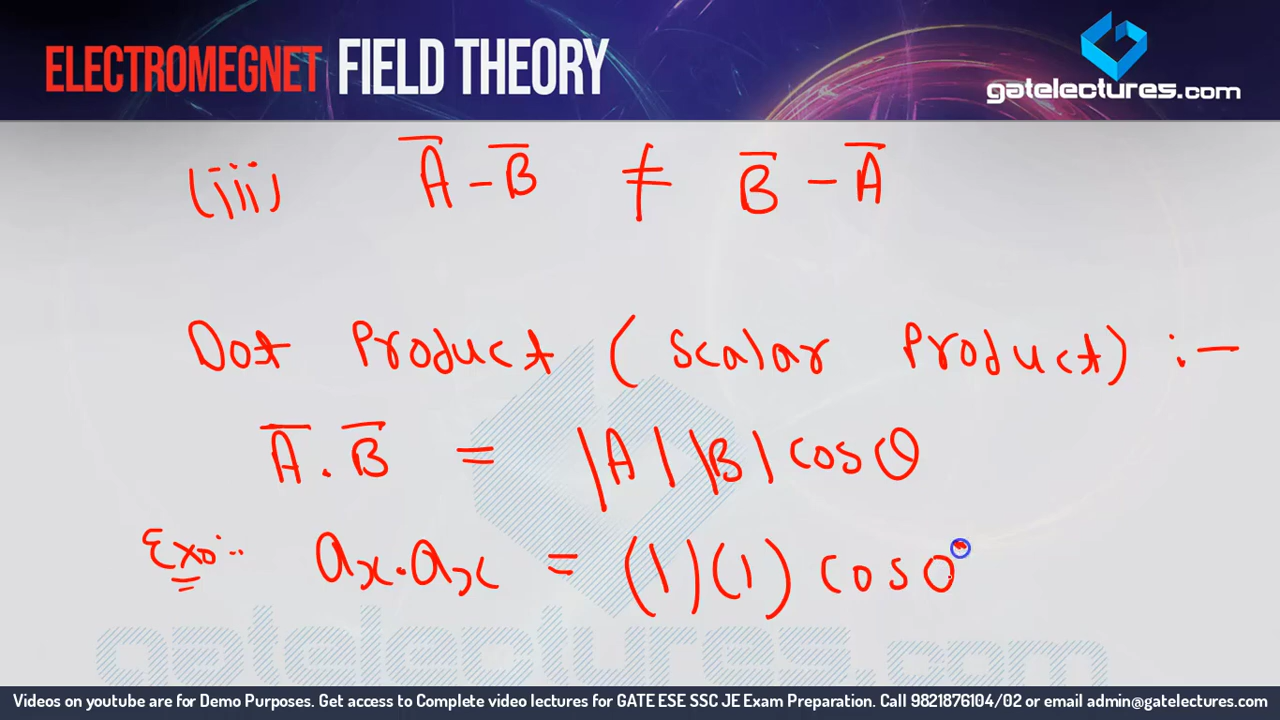 ELECTROMEGNET FIELD THEORY
gatelectures.com
(iii) A̅ - B̅ ≠ B̅ - A̅
Dot Product (Scalar Product) :-
A̅ . B̅ = |A| |B| cos θ
Exo:- ax . ax = (1)(1) cos 0°
gatelectures.com
Videos on youtube are for Demo Purposes. Get access to Complete video lectures for GATE ESE SSC JE Exam Preparation. Call 9821876104/02 or email admin@gatelectures.com